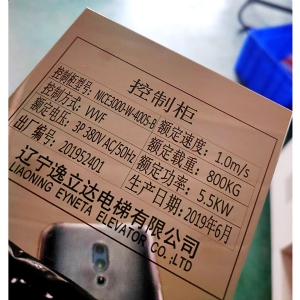 控制柜
控制柜型号: NICE3000-W-4005-B 额定速度: 1.0m/s
控制方式: VVVF 额定载重: 800KG
额定电压: 3P 380V AC/50Hz 额定功率: 5.5KW
出厂编号: 201952401 生产日期: 2019年6月
辽宁逸立达电梯有限公司
LIAONING EYNETA ELEVATOR CO.;LTD